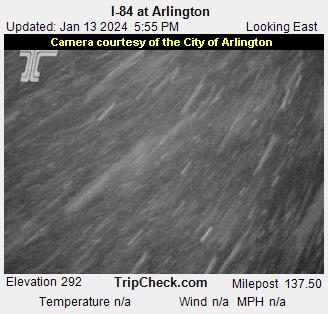 I-84 at Arlington
Updated: Jan 13 2024 5:55 PM Looking East
Camera courtesy of the City of Arlington
Elevation 292 TripCheck.com Milepost 137.50
Temperature n/a Wind n/a MPH n/a